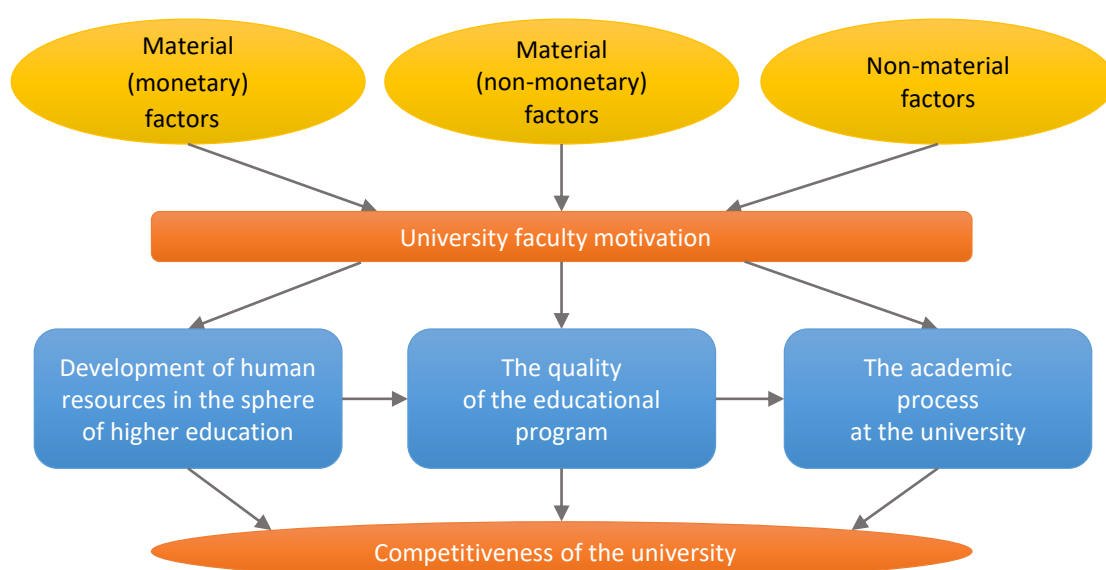 Material
(monetary)
factors
Material
(non-monetary)
factors
Non-material
factors
University faculty motivation
Development of human
resources in the sphere
of higher education
The quality
of the educational
program
The academic
process
at the university
Competitiveness of the university